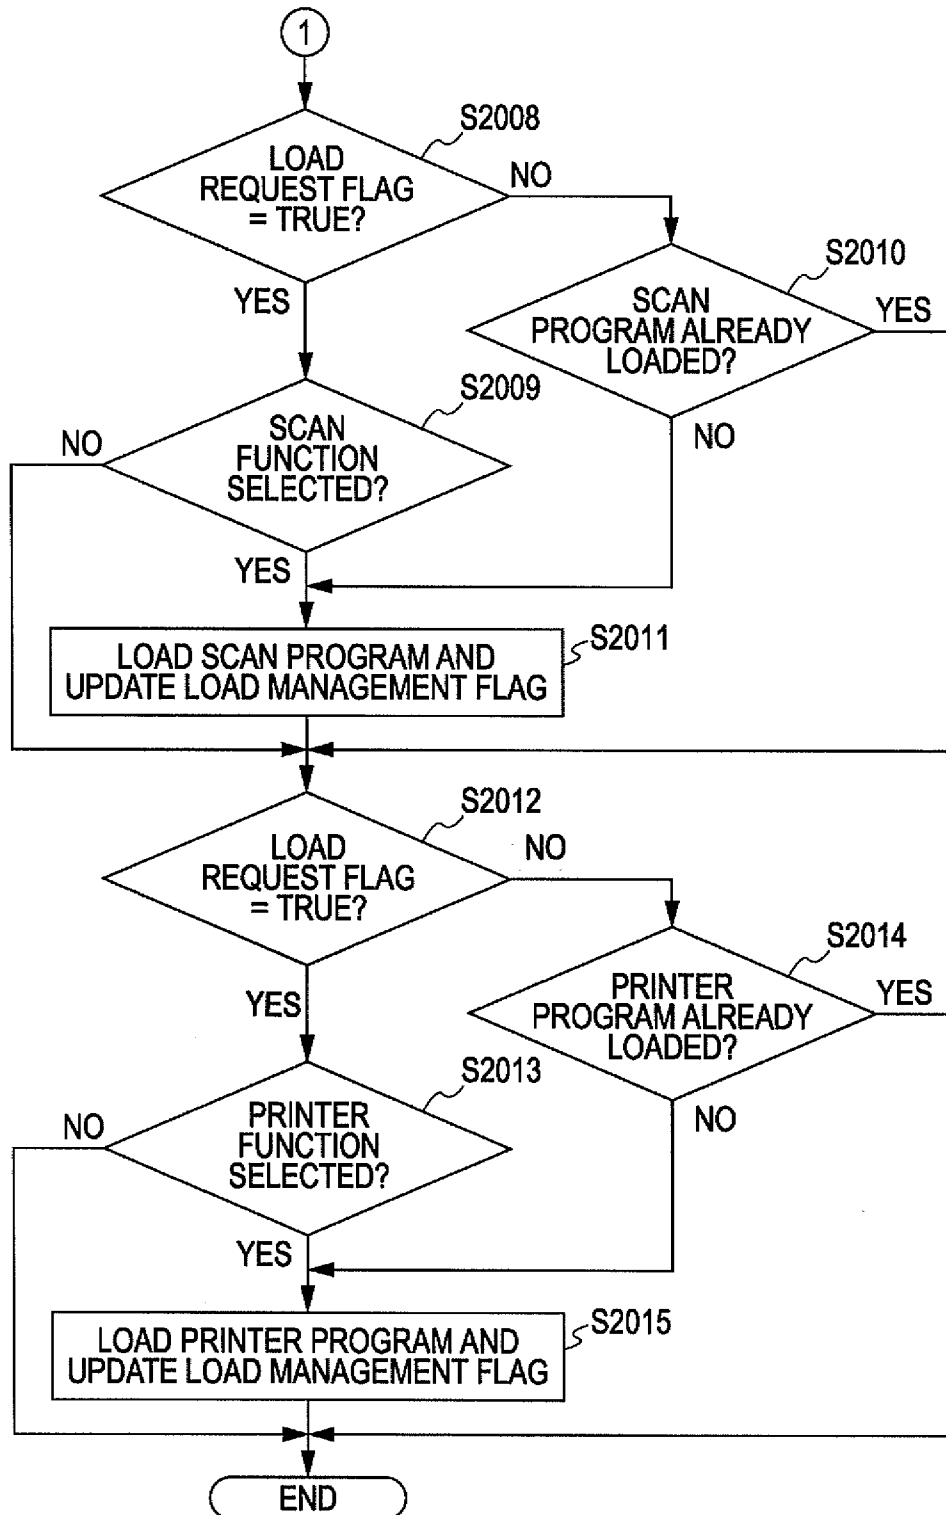 1
S2008
LOAD
REQUEST FLAG
= TRUE?
NO
YES
S2010
SCAN
PROGRAM ALREADY
LOADED?
YES
NO
S2009
SCAN
FUNCTION
SELECTED?
NO
YES
S2011
LOAD SCAN PROGRAM AND
UPDATE LOAD MANAGEMENT FLAG
S2012
LOAD
REQUEST FLAG
= TRUE?
NO
YES
S2014
PRINTER
PROGRAM ALREADY
LOADED?
YES
NO
S2013
PRINTER
FUNCTION
SELECTED?
NO
YES
S2015
LOAD PRINTER PROGRAM AND
UPDATE LOAD MANAGEMENT FLAG
END